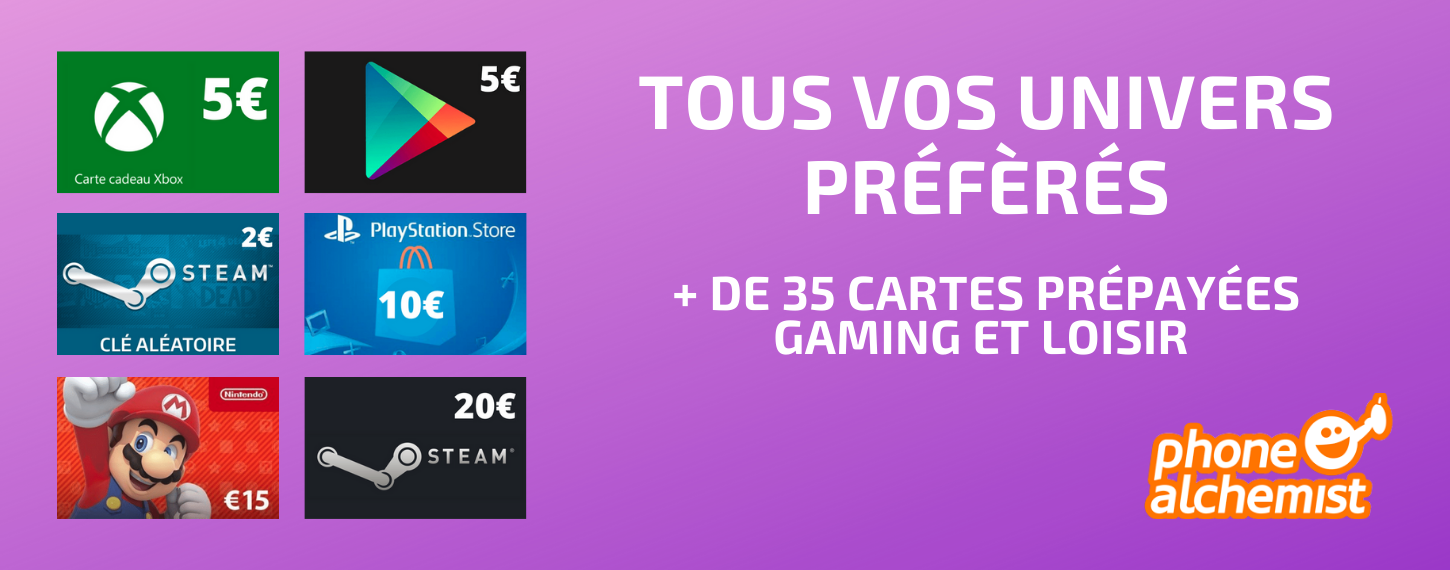 5€
Carte cadeau Xbox
5€
2€
STEAM™
CLÉ ALÉATOIRE
PlayStation.Store
10€
Nintendo
€15
20€
STEAM®
TOUS VOS UNIVERS
PRÉFÈRÉS
+ DE 35 CARTES PRÉPAYÉES
GAMING ET LOISIR
phone
alchemist